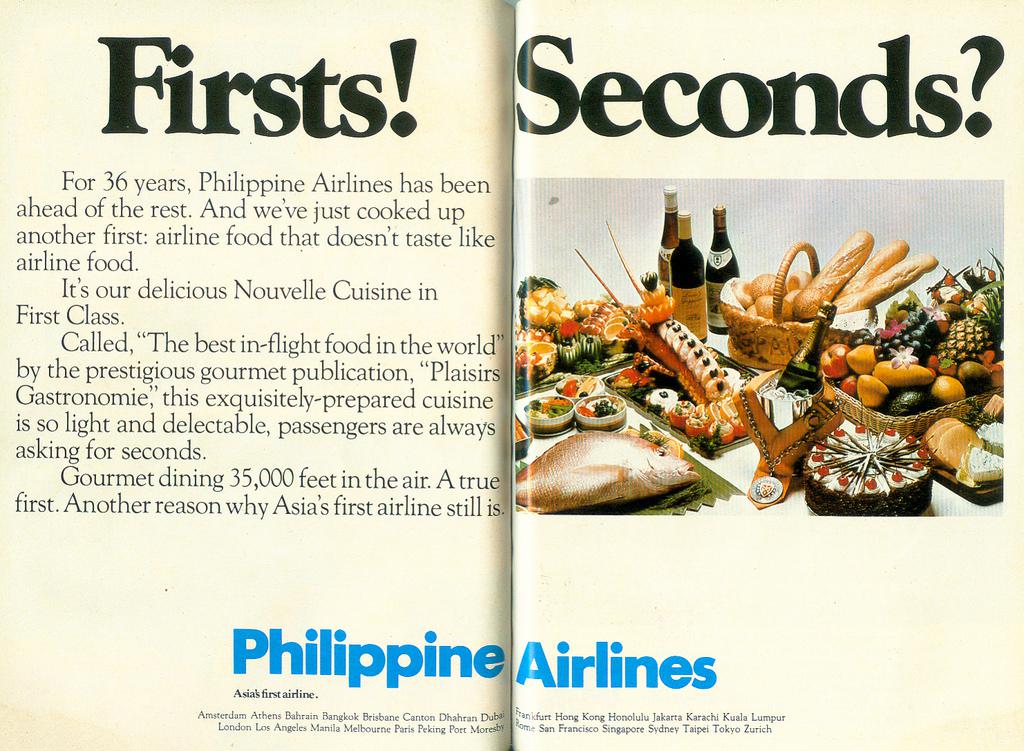 Firsts! Seconds?
For 36 years, Philippine Airlines has been
ahead of the rest. And we've just cooked up
another first: airline food that doesn't taste like
airline food.
It's our delicious Nouvelle Cuisine in
First Class.
Called, "The best in-flight food in the world"
by the prestigious gourmet publication, "Plaisirs
Gastronomie," this exquisitely-prepared cuisine
is so light and delectable, passengers are always
asking for seconds.
Gourmet dining 35,000 feet in the air. A true
first. Another reason why Asia's first airline still is.
Philippine Airlines
Asia's first airline.
Amsterdam Athens Bahrain Bangkok Brisbane Canton Dhahran Dubai Frankfurt Hong Kong Honolulu Jakarta Karachi Kuala Lumpur
London Los Angeles Manila Melbourne Paris Peking Port Moresby Rome San Francisco Singapore Sydney Taipei Tokyo Zurich